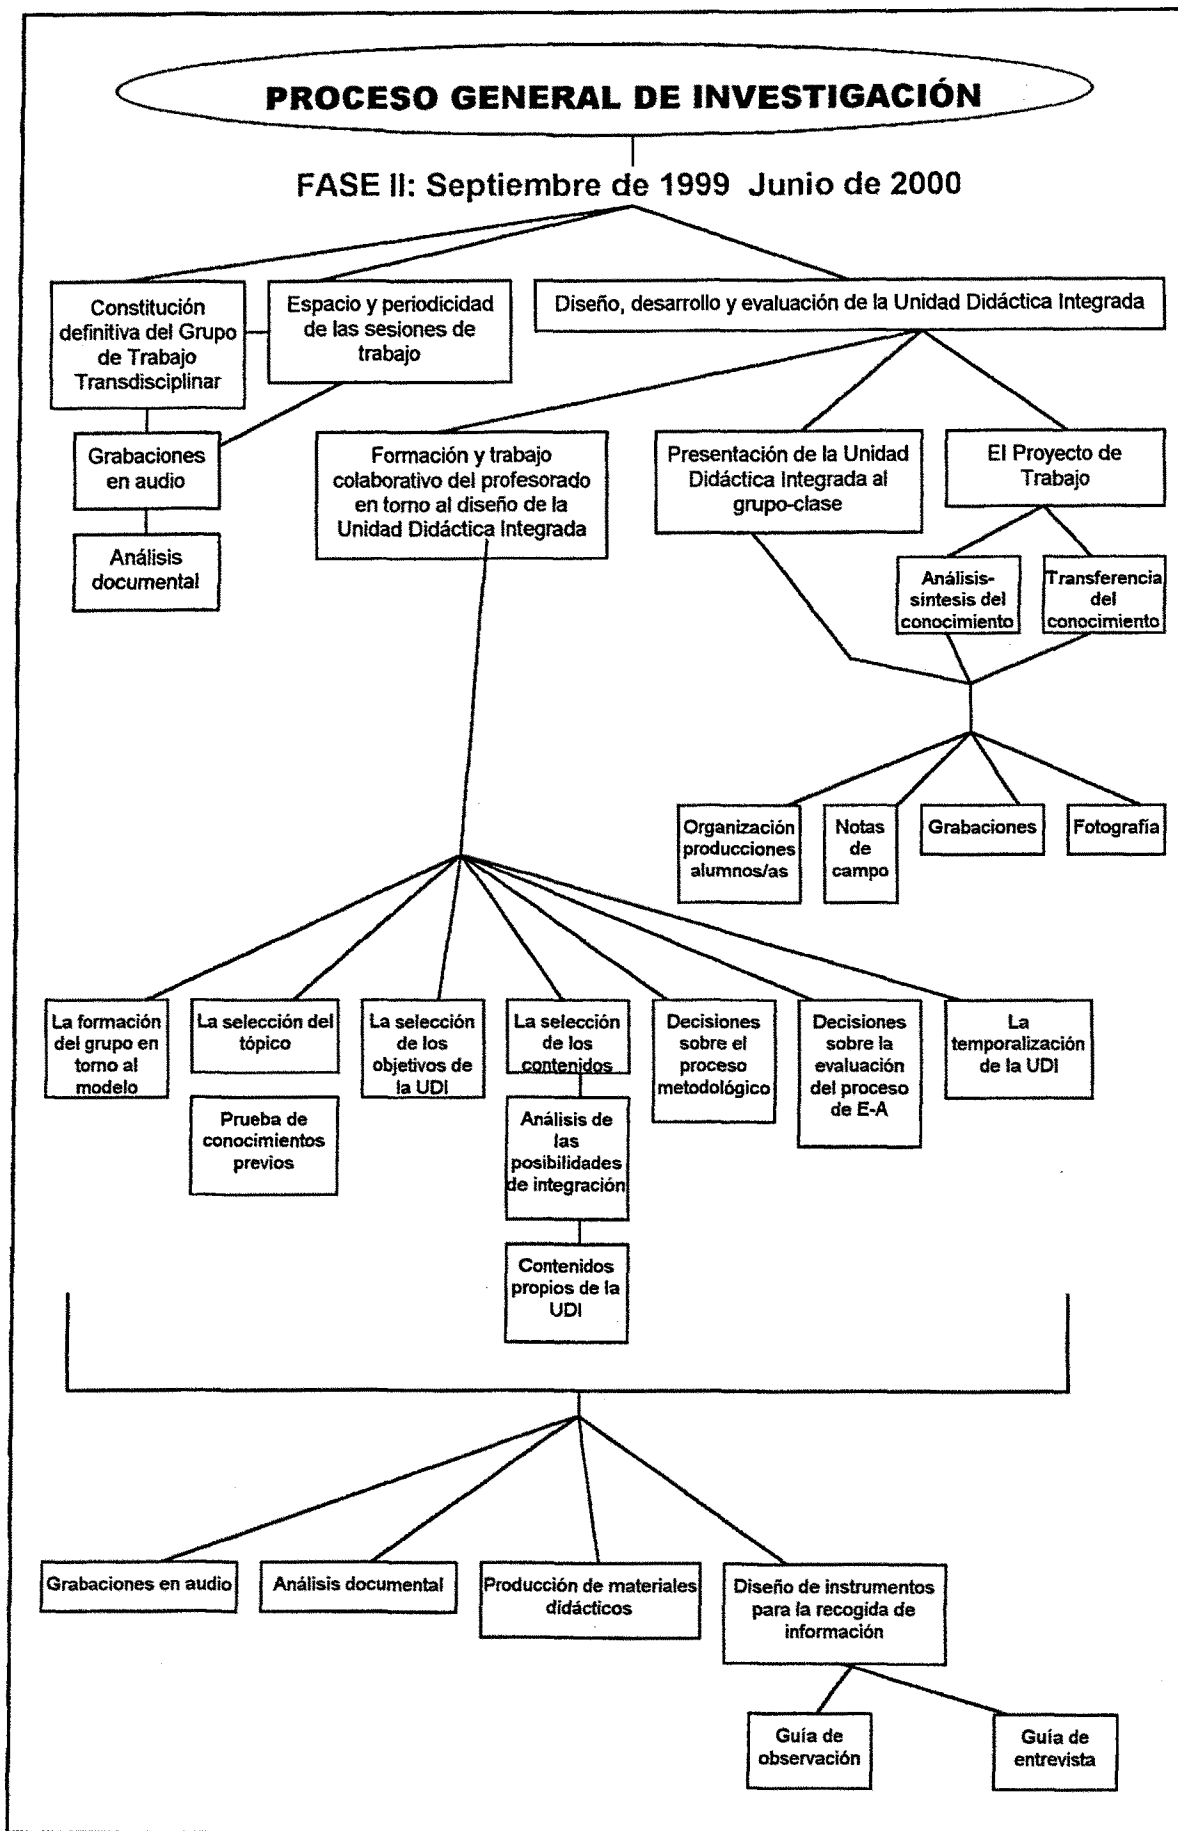 PROCESO GENERAL DE INVESTIGACIÓN
FASE II: Septiembre de 1999 Junio de 2000
Constitución
definitiva del Grupo
de Trabajo
Transdisciplinar
Espacio y periodicidad
de las sesiones de
trabajo
Diseño, desarrollo y evaluación de la Unidad Didáctica Integrada
Grabaciones
en audio
Análisis
documental
Formación y trabajo
colaborativo del profesorado
en torno al diseño de la
Unidad Didáctica Integrada
Presentación de la Unidad
Didáctica Integrada al
grupo-clase
El Proyecto de
Trabajo
Análisis-
síntesis del
conocimiento
Transferencia
del
conocimiento
Organización
producciones
alumnos/as
Notas
de
campo
Grabaciones
Fotografía
La formación
del grupo en
torno al
modelo
La selección del
tópico
Prueba de
conocimientos
previos
La selección
de los
objetivos de
la UDI
La selección
de los
contenidos
Análisis de
las
posibilidades
de integración
Contenidos
propios de la
UDI
Decisiones
sobre el
proceso
metodológico
Decisiones
sobre la
evaluación
del proceso
de E-A
La
temporalización
de la UDI
Grabaciones en audio
Análisis documental
Producción de materiales
didácticos
Diseño de instrumentos
para la recogida de
información
Guía de
observación
Guía de
entrevista